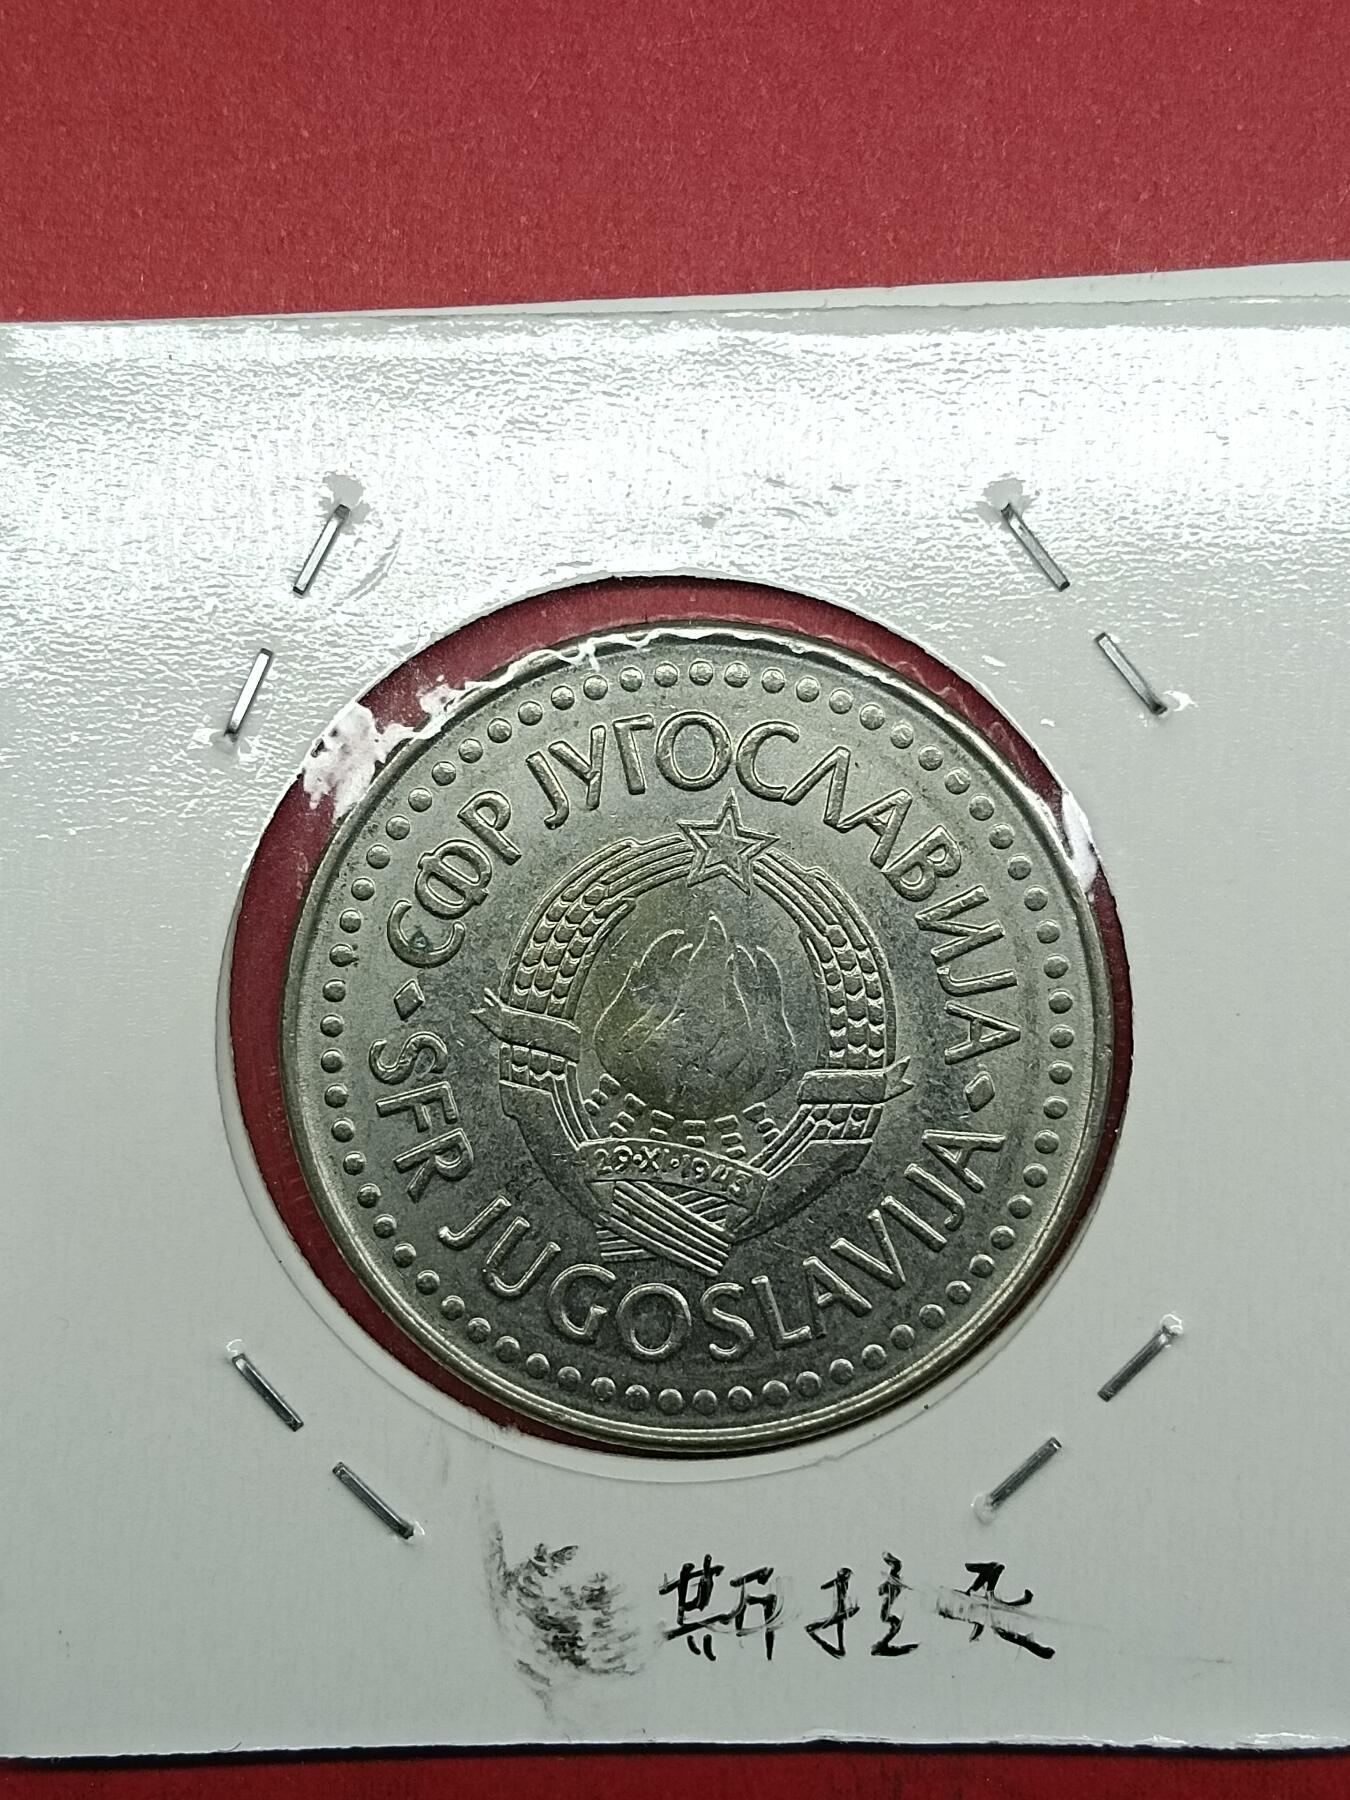 СФР ЈУГОСЛАВИЈА
SFR JUGOSLAVIJA
29·XI·1943
斯拉夫